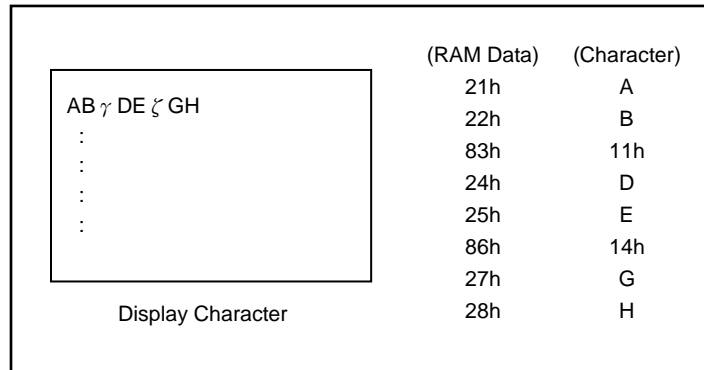 (RAM Data) (Character)
21h A
AB γ DE ζ GH
22h B
:
83h 11h
:
24h D
:
25h E
:
86h 14h
27h G
Display Character
28h H